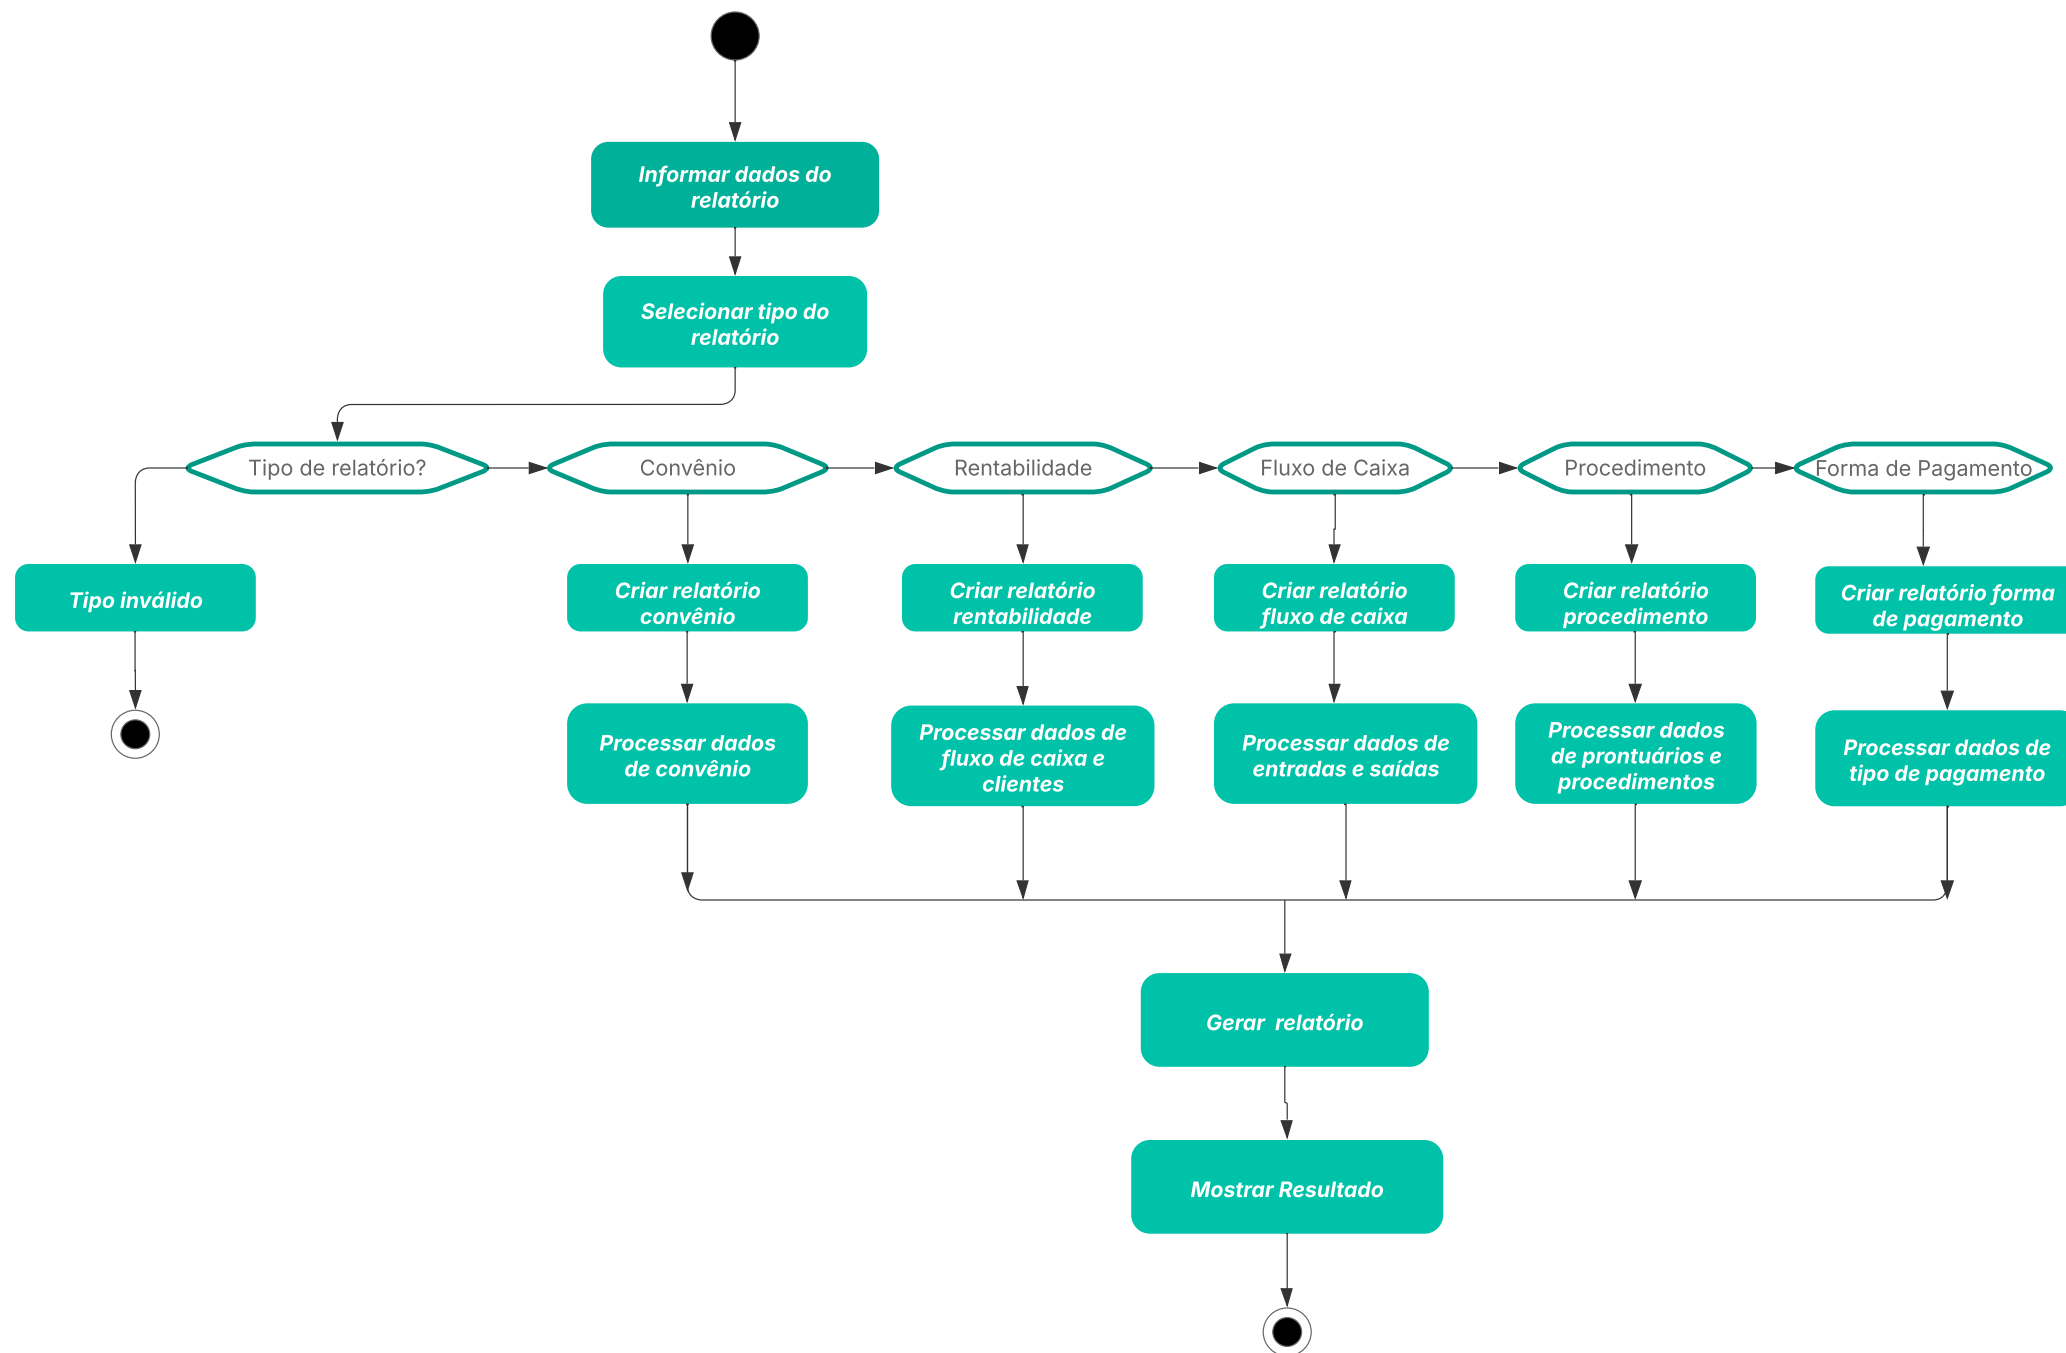 Informar dados do
relatório
Selecionar tipo do
relatório
Tipo de relatório?
Convênio
Rentabilidade
Fluxo de Caixa
Procedimento
Forma de Pagamento
Tipo inválido
Criar relatório
convênio
Criar relatório
rentabilidade
Criar relatório
fluxo de caixa
Criar relatório
procedimento
Criar relatório forma
de pagamento
Processar dados
de convênio
Processar dados de
fluxo de caixa e
clientes
Processar dados de
entradas e saídas
Processar dados
de prontuários e
procedimentos
Processar dados de
tipo de pagamento
Gerar  relatório
Mostrar Resultado